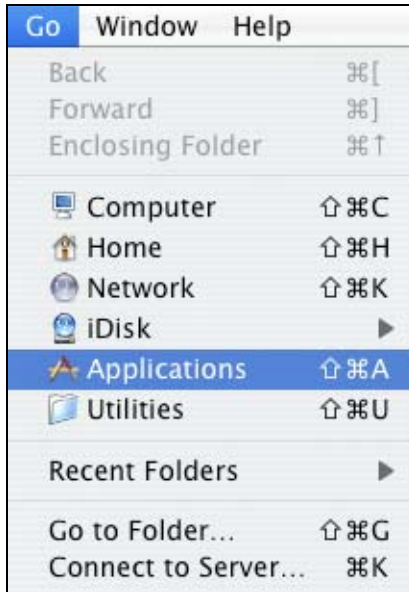 Go Window Help
Back ⌘[
Forward ⌘]
Enclosing Folder ⌘↑
Computer ⇧⌘C
Home ⇧⌘H
Network ⇧⌘K
iDisk ▶
Applications ⇧⌘A
Utilities ⇧⌘U
Recent Folders ▶
Go to Folder... ⇧⌘G
Connect to Server... ⌘K